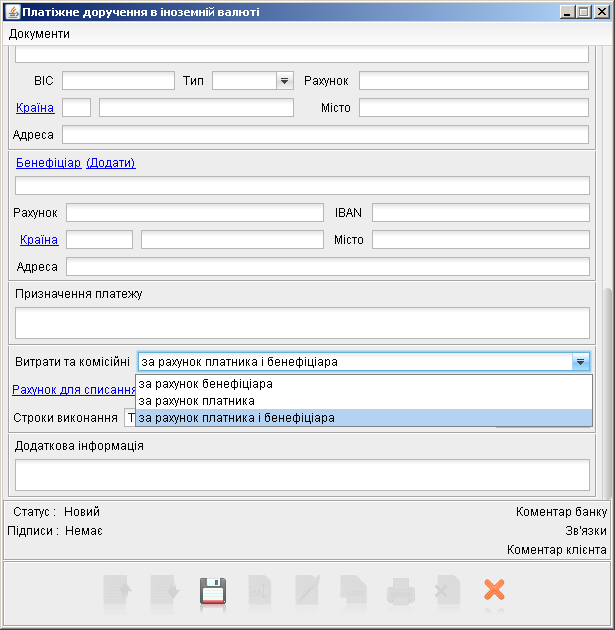 Платіжне доручення в іноземній валюті
Документи
BIC Тип Рахунок
Країна Місто
Адреса
Бенефіціар (Додати)
Рахунок IBAN
Країна Місто
Адреса
Призначення платежу
Витрати та комісійні за рахунок платника і бенефіціара
за рахунок бенефіціара
Рахунок для списання
за рахунок платника
Строки виконання Т за рахунок платника і бенефіціара
Додаткова інформація
Статус : Новий Коментар банку
Підписи : Немає Зв'язки
Коментар клієнта